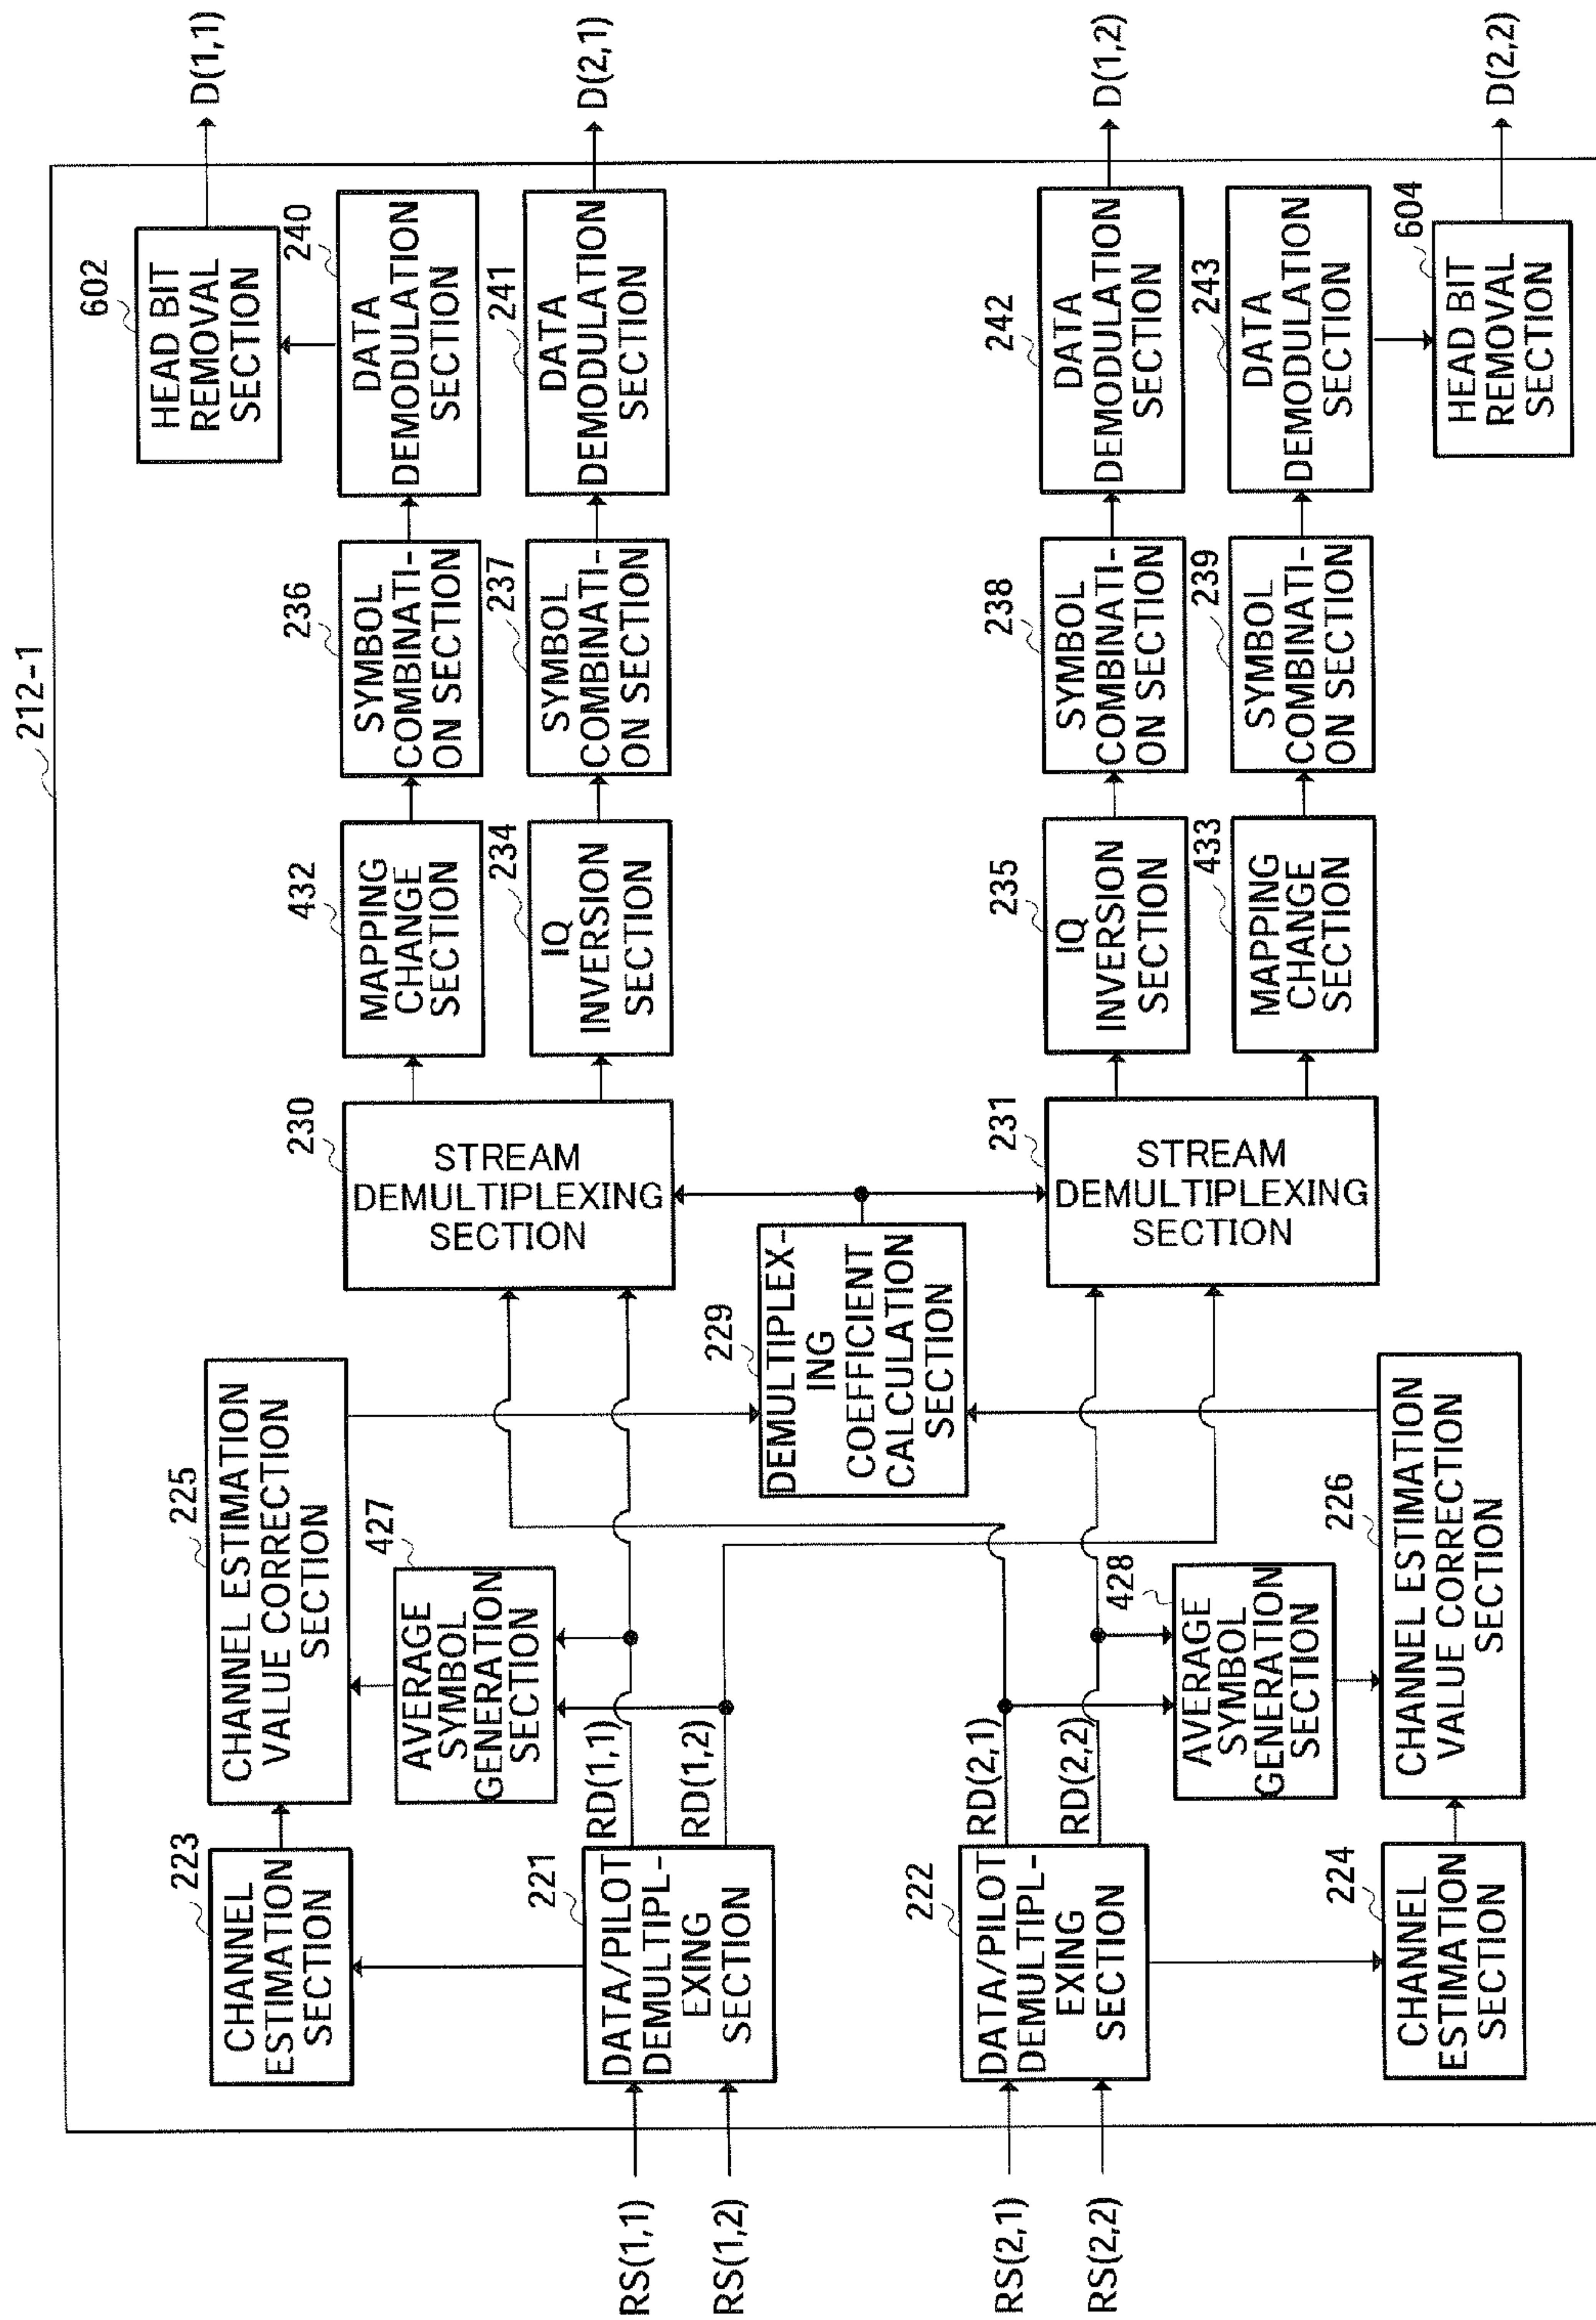 212-1
RS(1,1)
RS(1,2)
RS(2,1)
RS(2,2)
223
CHANNEL
ESTIMATION
SECTION
221
DATA/PILOT
DEMULTIPL-
EXING
SECTION
222
DATA/PILOT
DEMULTIPL-
EXING
SECTION
224
CHANNEL
ESTIMATION
SECTION
RD(1,1)
RD(1,2)
RD(2,1)
RD(2,2)
225
CHANNEL ESTIMATION
VALUE CORRECTION
SECTION
427
AVERAGE
SYMBOL
GENERATION
SECTION
428
AVERAGE
SYMBOL
GENERATION
SECTION
226
CHANNEL ESTIMATION
VALUE CORRECTION
SECTION
229
DEMULTIPLEX-
ING
COEFFICIENT
CALCULATION
SECTION
230
STREAM
DEMULTIPLEXING
SECTION
231
STREAM
DEMULTIPLEXING
SECTION
432
MAPPING
CHANGE
SECTION
234
IQ
INVERSION
SECTION
235
IQ
INVERSION
SECTION
433
MAPPING
CHANGE
SECTION
236
SYMBOL
COMBINATI-
ON SECTION
237
SYMBOL
COMBINATI-
ON SECTION
238
SYMBOL
COMBINATI-
ON SECTION
239
SYMBOL
COMBINATI-
ON SECTION
602
HEAD BIT
REMOVAL
SECTION
240
DATA
DEMODULATION
SECTION
241
DATA
DEMODULATION
SECTION
242
DATA
DEMODULATION
SECTION
243
DATA
DEMODULATION
SECTION
604
HEAD BIT
REMOVAL
SECTION
D(1,1)
D(2,1)
D(1,2)
D(2,2)